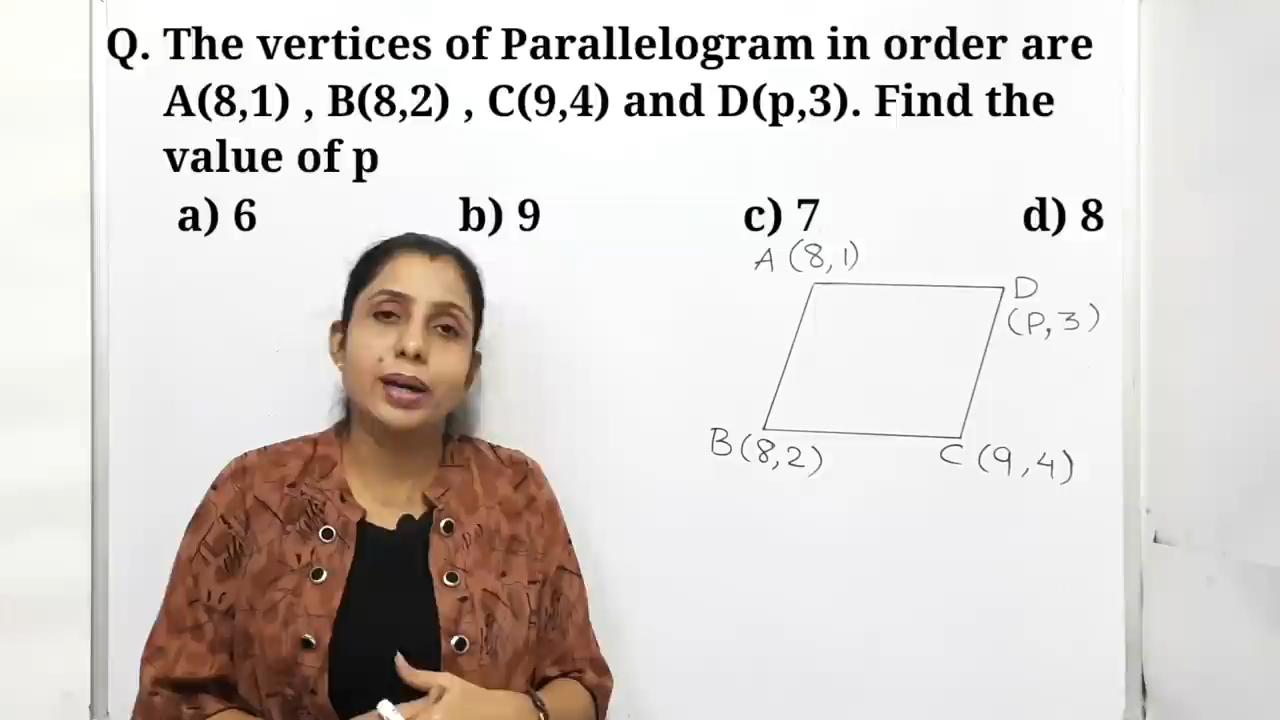 Q. The vertices of Parallelogram in order are
A(8,1) , B(8,2) , C(9,4) and D(p,3). Find the
value of p
a) 6 b) 9 c) 7 d) 8
A (8,1)
D
(P,3)
B(8,2) C (9,4)